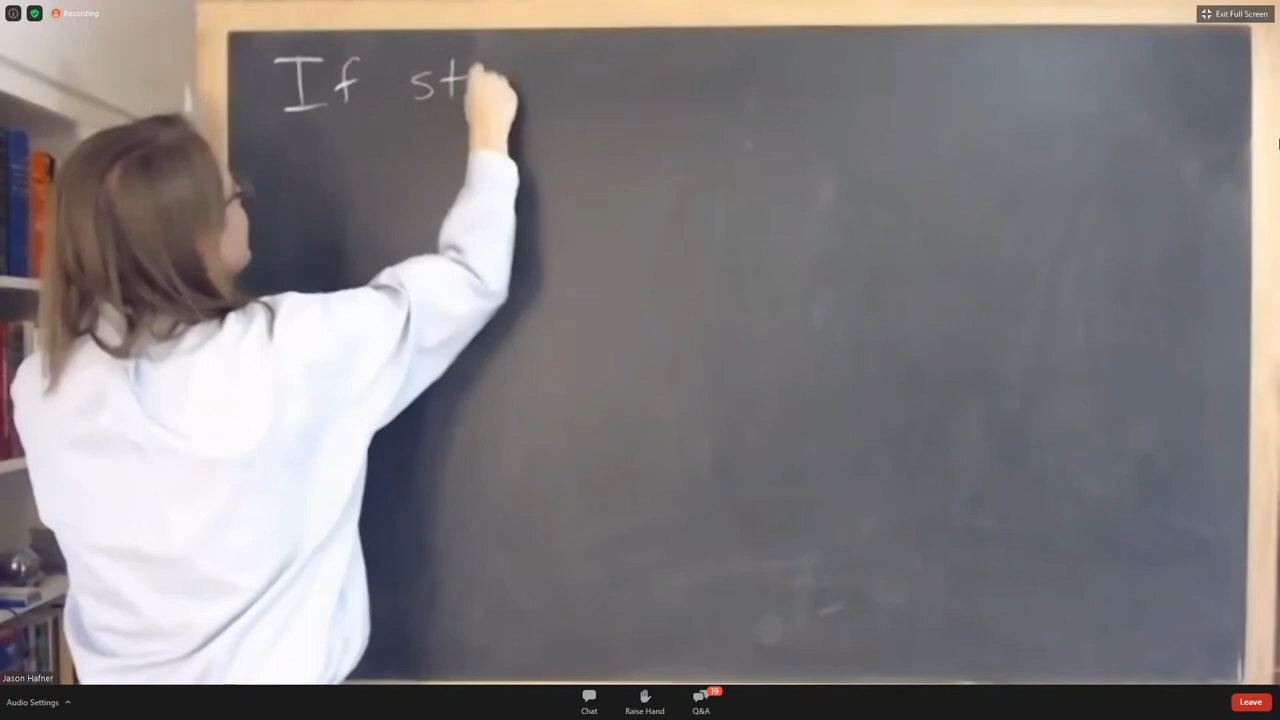 Recording
Exit Full Screen
If st
Jason Hafner
Audio Settings
Chat
Raise Hand
Q&A
19
Leave